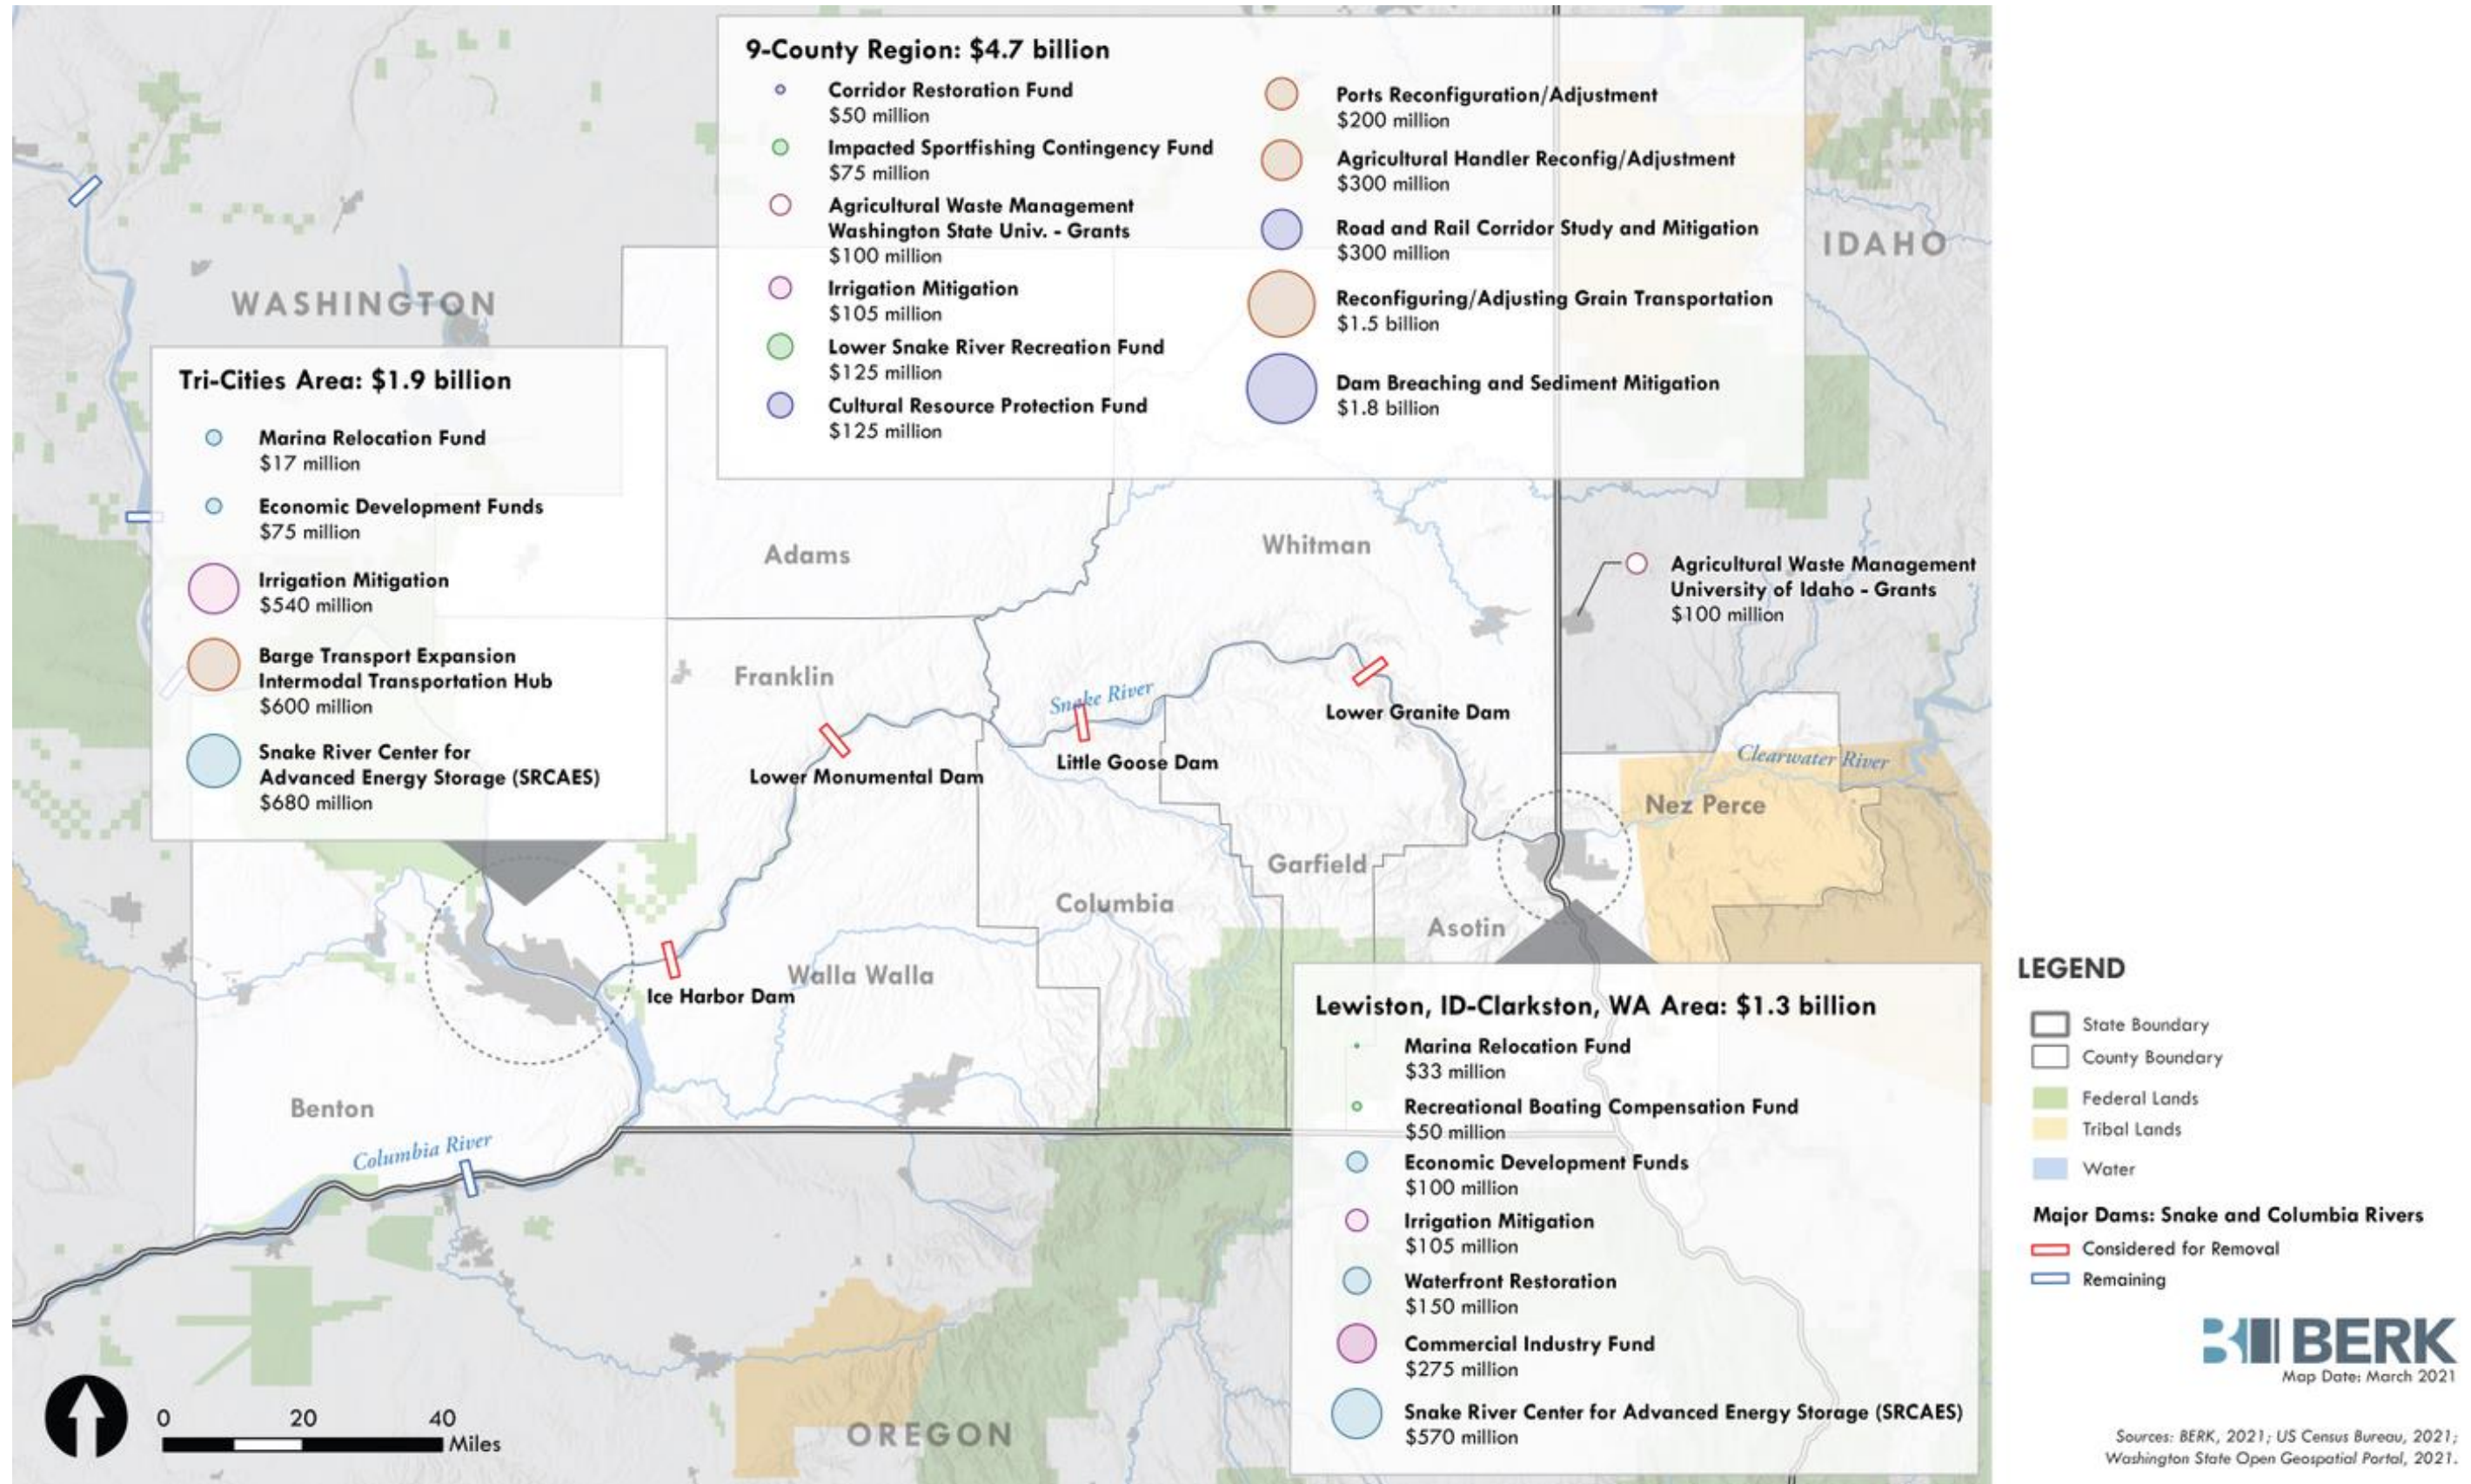 9-County Region: $4.7 billion
Corridor Restoration Fund
$50 million
Impacted Sportfishing Contingency Fund
$75 million
Agricultural Waste Management
Washington State Univ. - Grants
$100 million
Irrigation Mitigation
$105 million
Lower Snake River Recreation Fund
$125 million
Cultural Resource Protection Fund
$125 million
Ports Reconfiguration/Adjustment
$200 million
Agricultural Handler Reconfig/Adjustment
$300 million
Road and Rail Corridor Study and Mitigation
$300 million
Reconfiguring/Adjusting Grain Transportation
$1.5 billion
Dam Breaching and Sediment Mitigation
$1.8 billion
WASHINGTON
IDAHO
Tri-Cities Area: $1.9 billion
Marina Relocation Fund
$17 million
Economic Development Funds
$75 million
Irrigation Mitigation
$540 million
Barge Transport Expansion
Intermodal Transportation Hub
$600 million
Snake River Center for
Advanced Energy Storage (SRCAES)
$680 million
Adams
Whitman
Agricultural Waste Management
University of Idaho - Grants
$100 million
Franklin
Snake River
Lower Granite Dam
Lower Monumental Dam
Little Goose Dam
Clearwater River
Nez Perce
Garfield
Columbia
Asotin
Walla Walla
Ice Harbor Dam
Benton
Columbia River
Lewiston, ID-Clarkston, WA Area: $1.3 billion
Marina Relocation Fund
$33 million
Recreational Boating Compensation Fund
$50 million
Economic Development Funds
$100 million
Irrigation Mitigation
$105 million
Waterfront Restoration
$150 million
Commercial Industry Fund
$275 million
Snake River Center for Advanced Energy Storage (SRCAES)
$570 million
OREGON
0 20 40
Miles
LEGEND
State Boundary
County Boundary
Federal Lands
Tribal Lands
Water
Major Dams: Snake and Columbia Rivers
Considered for Removal
Remaining
BERK
Map Date: March 2021
Sources: BERK, 2021; US Census Bureau, 2021;
Washington State Open Geospatial Portal, 2021.